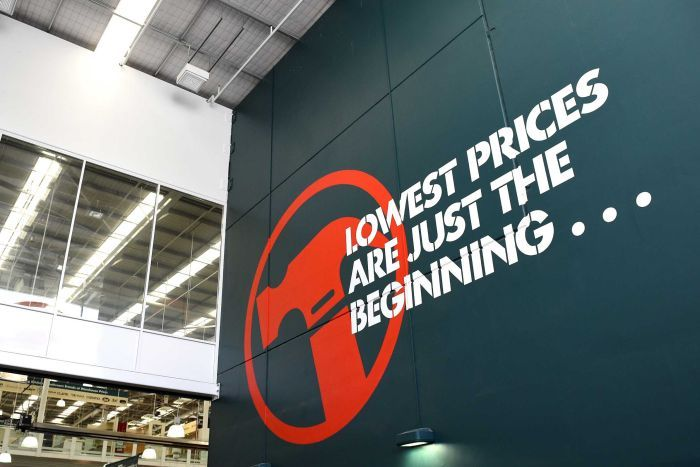 LOWEST PRICES
ARE JUST THE
BEGINNING...